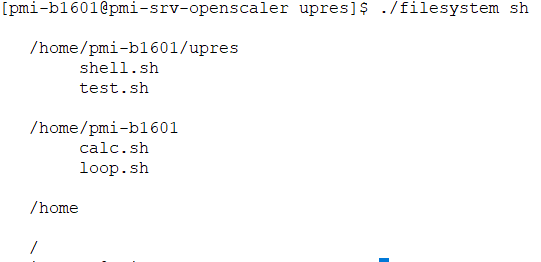 [pmi-b1601@pmi-srv-openscaler upres]$ ./filesystem sh
/home/pmi-b1601/upres
shell.sh
test.sh
/home/pmi-b1601
calc.sh
loop.sh
/home
/